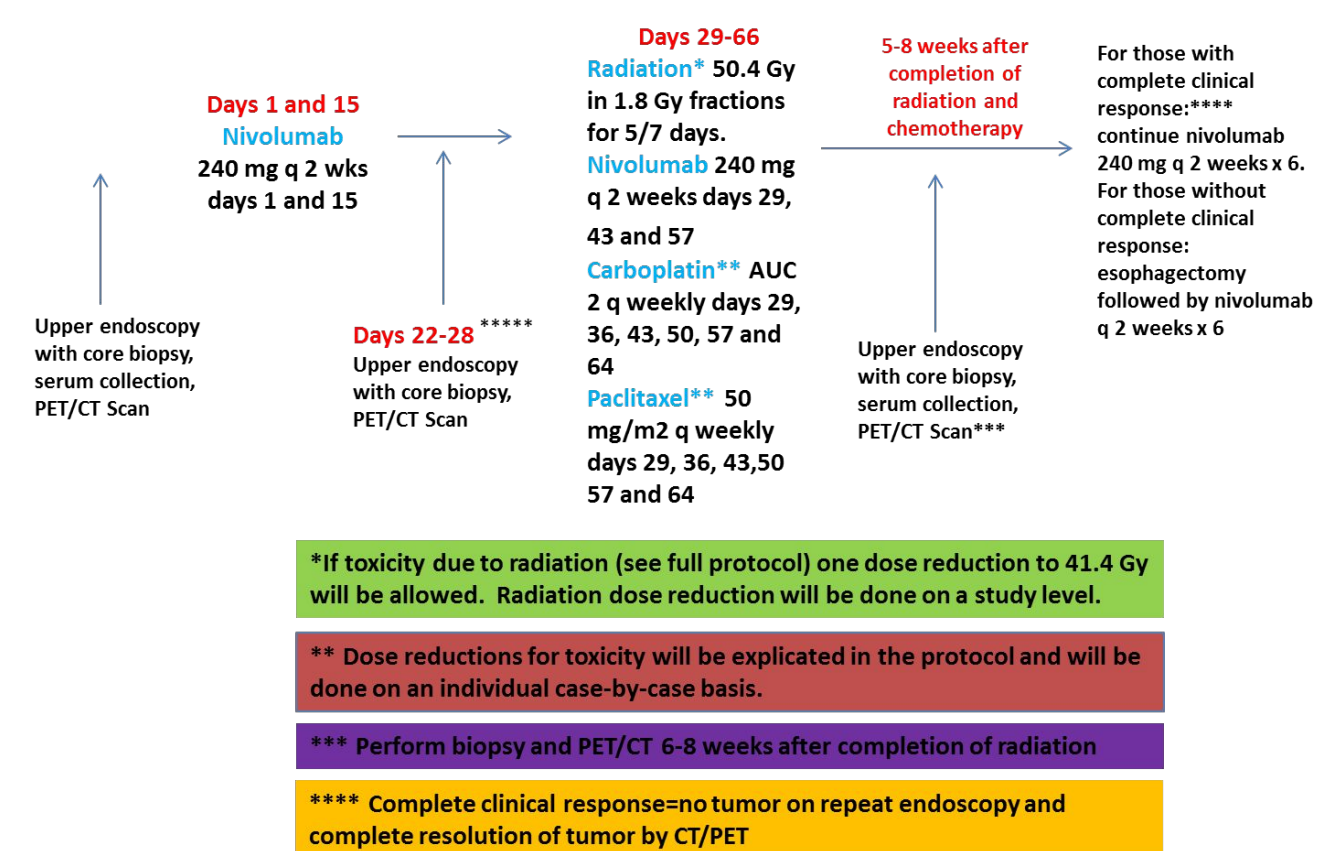 Upper endoscopy
with core biopsy,
serum collection,
PET/CT Scan
Days 1 and 15
Nivolumab
240 mg q 2 wks
days 1 and 15
Days 22-28 *****
Upper endoscopy
with core biopsy,
PET/CT Scan
Days 29-66
Radiation* 50.4 Gy
in 1.8 Gy fractions
for 5/7 days.
Nivolumab 240 mg
q 2 weeks days 29,
43 and 57
Carboplatin** AUC
2 q weekly days 29,
36, 43, 50, 57 and
64
Paclitaxel** 50
mg/m2 q weekly
days 29, 36, 43,50
57 and 64
5-8 weeks after
completion of
radiation and
chemotherapy
Upper endoscopy
with core biopsy,
serum collection,
PET/CT Scan***
For those with
complete clinical
response:****
continue nivolumab
240 mg q 2 weeks x 6.
For those without
complete clinical
response:
esophagectomy
followed by nivolumab
q 2 weeks x 6
*If toxicity due to radiation (see full protocol) one dose reduction to 41.4 Gy
will be allowed. Radiation dose reduction will be done on a study level.
** Dose reductions for toxicity will be explicated in the protocol and will be
done on an individual case-by-case basis.
*** Perform biopsy and PET/CT 6-8 weeks after completion of radiation
**** Complete clinical response=no tumor on repeat endoscopy and
complete resolution of tumor by CT/PET